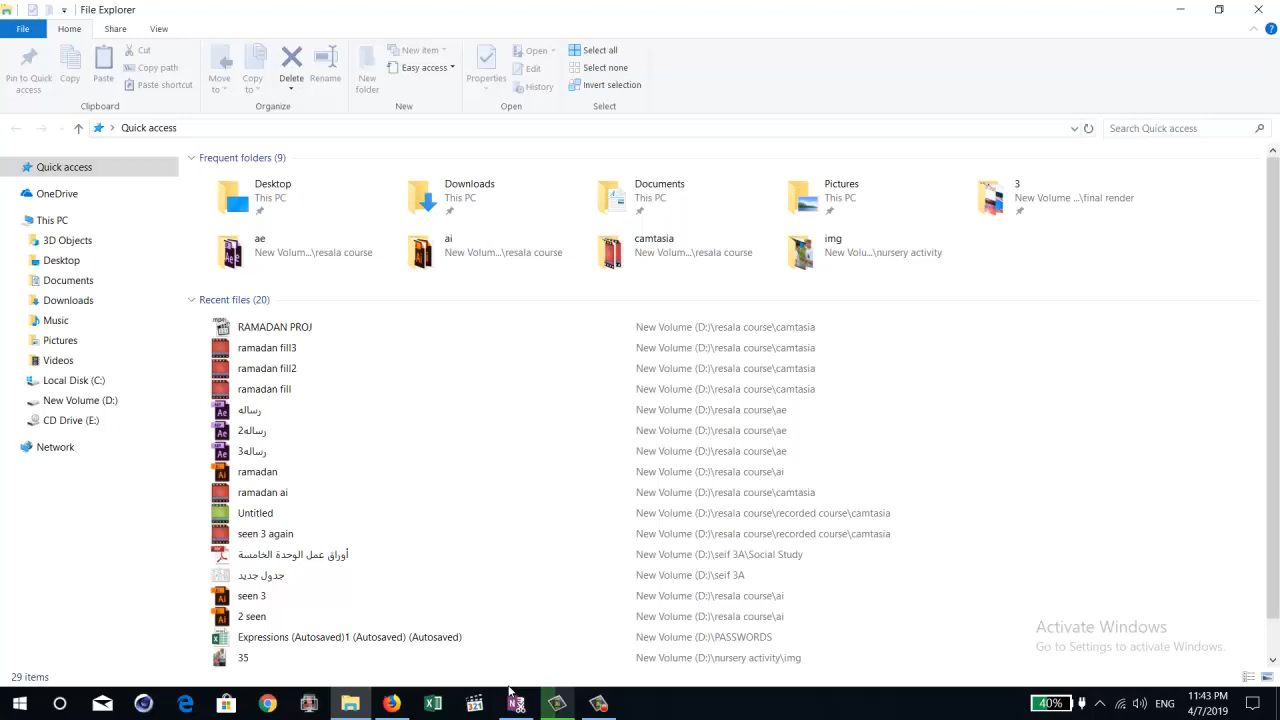 File Explorer
File Home Share View
Pin to Quick access
Copy
Paste
Cut
Copy path
Paste shortcut
Clipboard
Move to
Copy to
Delete
Rename
Organize
New folder
New item
Easy access
New
Properties
Open
Edit
History
Open
Select all
Select none
Invert selection
Select
Quick access
Search Quick access
Quick access
OneDrive
This PC
3D Objects
Desktop
Documents
Downloads
Music
Pictures
Videos
Local Disk (C:)
New Volume (D:)
CD Drive (E:)
Network
Frequent folders (9)
Desktop
This PC
Downloads
This PC
Documents
This PC
Pictures
This PC
3
New Volume ...\final render
ae
New Volum...\resala course
ai
New Volum...\resala course
camtasia
New Volum...\resala course
img
New Volu...\nursery activity
Recent files (20)
RAMADAN PROJ New Volume (D:)\resala course\camtasia
ramadan fill3 New Volume (D:)\resala course\camtasia
ramadan fill2 New Volume (D:)\resala course\camtasia
ramadan fill New Volume (D:)\resala course\camtasia
رساله New Volume (D:)\resala course\ae
رساله2 New Volume (D:)\resala course\ae
رساله3 New Volume (D:)\resala course\ae
ramadan New Volume (D:)\resala course\ai
ramadan ai New Volume (D:)\resala course\camtasia
Untitled New Volume (D:)\resala course\recorded course\camtasia
seen 3 again New Volume (D:)\resala course\recorded course\camtasia
أوراق عمل الوحدة الخامسة New Volume (D:)\seif 3A\Social Study
جدول جديد New Volume (D:)\seif 3A
seen 3 New Volume (D:)\resala course\ai
2 seen New Volume (D:)\resala course\ai
Expressions (Autosaved)1 (Autosaved) (Autosaved) New Volume (D:)\PASSWORDS
35 New Volume (D:)\nursery activity\img
Activate Windows
Go to Settings to activate Windows.
29 items
40%
ENG
11:43 PM
4/7/2019